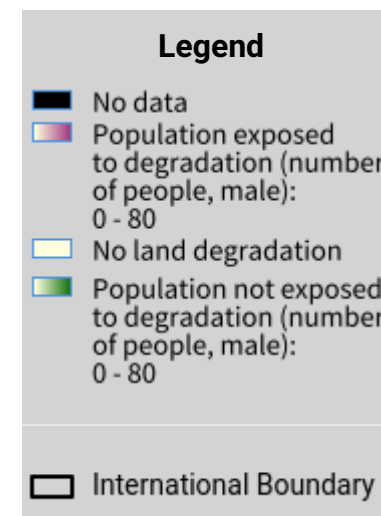 Legend
No data
Population exposed
to degradation (number
of people, male):
0 - 80
No land degradation
Population not exposed
to degradation (number
of people, male):
0 - 80
International Boundary